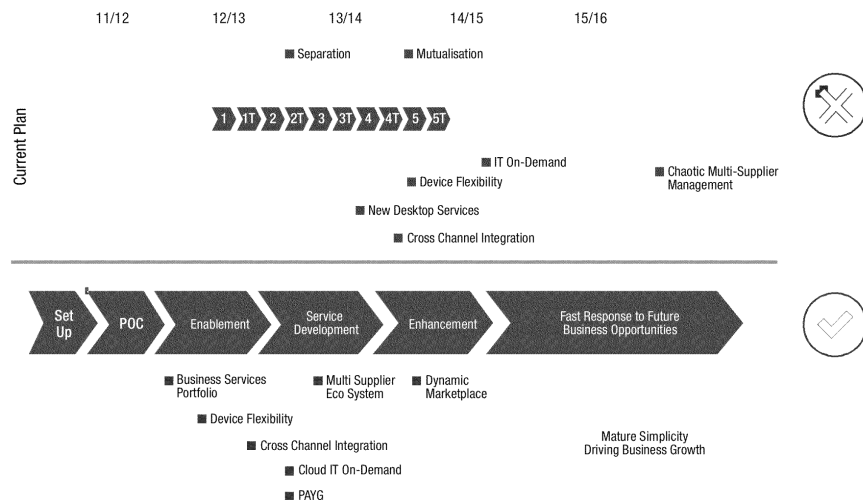 11/12 12/13 13/14 14/15 15/16
Separation Mutualisation
Current Plan
1 1T 2 2T 3 3T 4 4T 5 5T
IT On-Demand
Chaotic Multi-Supplier
Management
Device Flexibility
New Desktop Services
Cross Channel Integration
Set
Up
POC
Enablement
Service
Development
Enhancement
Fast Response to Future
Business Opportunities
Business Services
Portfolio
Multi Supplier
Eco System
Dynamic
Marketplace
Device Flexibility
Cross Channel Integration
Mature Simplicity
Driving Business Growth
Cloud IT On-Demand
PAYG